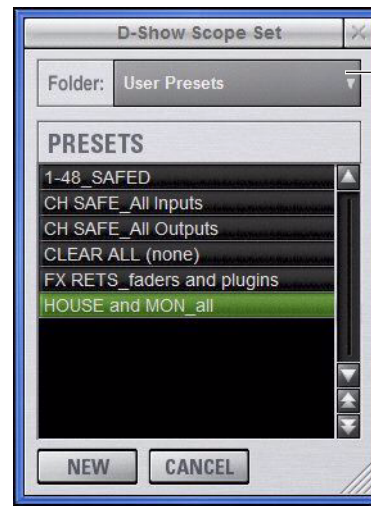 D-Show Scope Set
Folder: User Presets
PRESETS
1-48_SAFED
CH SAFE_All Inputs
CH SAFE_All Outputs
CLEAR ALL (none)
FX RETS_faders and plugins
HOUSE and MON_all
NEW CANCEL